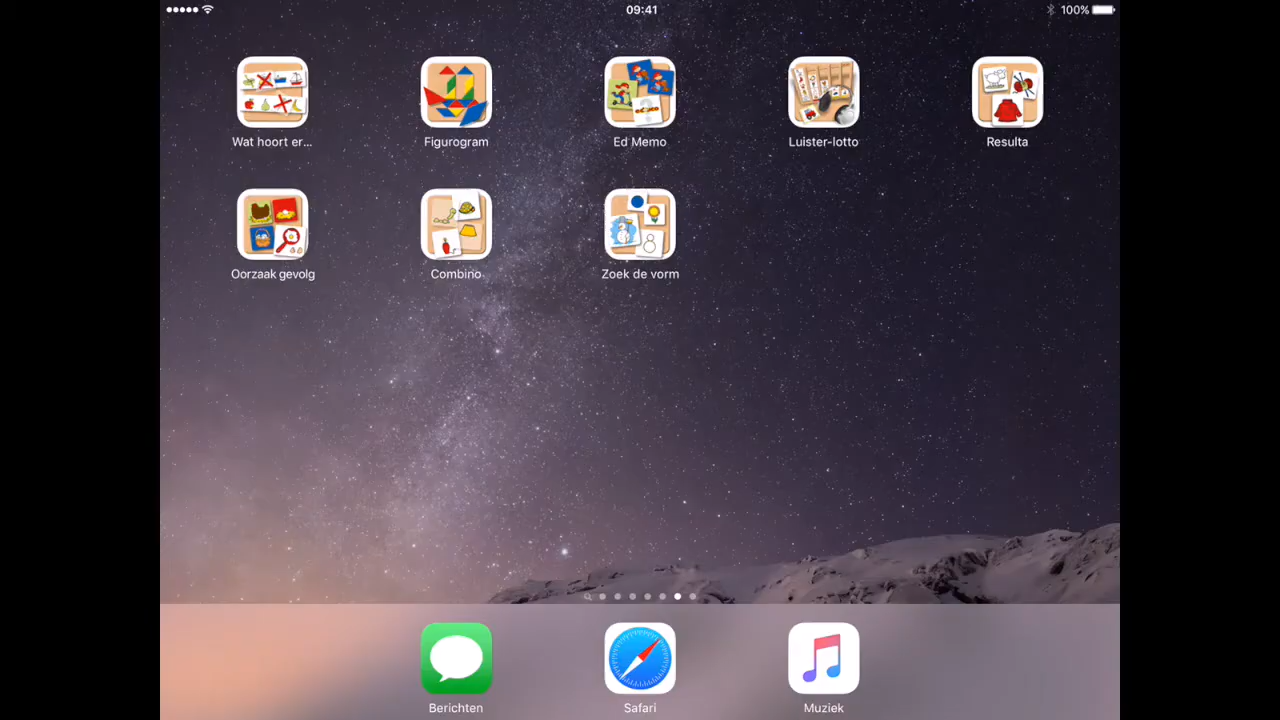 09:41
100%
Wat hoort er...
Figurogram
Ed Memo
Luister-lotto
Resulta
Oorzaak gevolg
Combino
Zoek de vorm
Berichten
Safari
Muziek